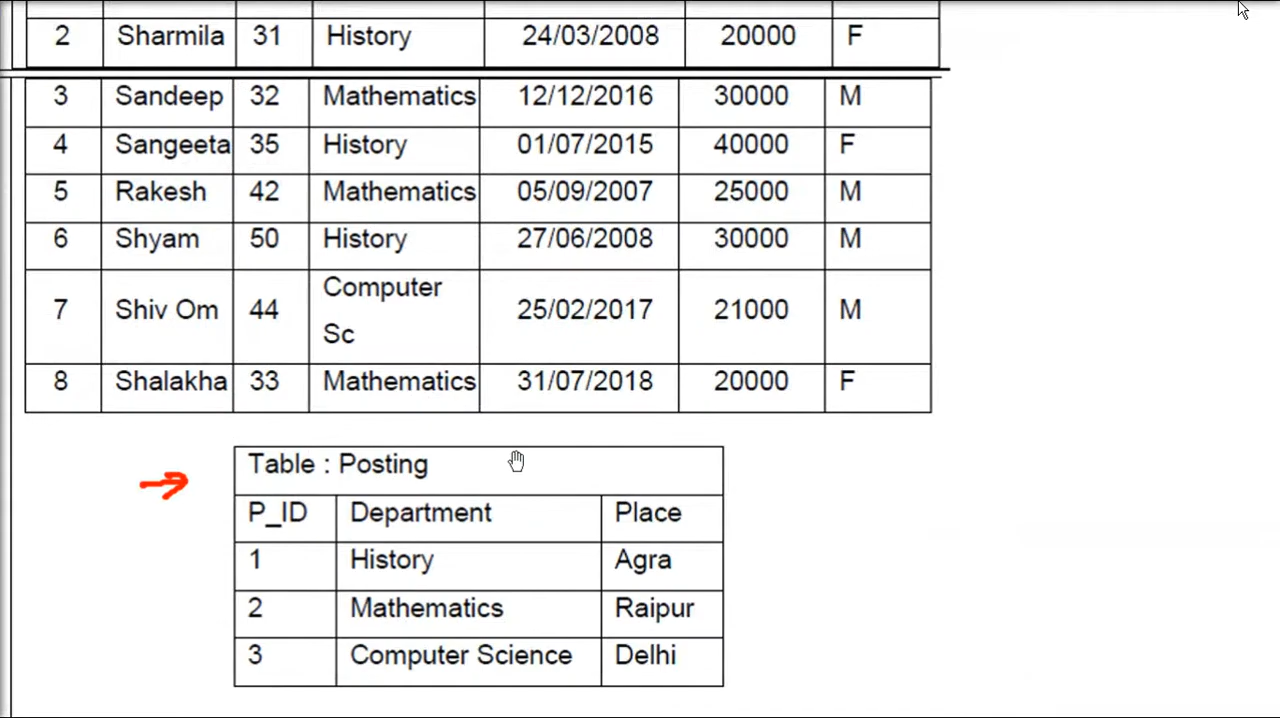 2 Sharmila 31 History 24/03/2008 20000 F
3 Sandeep 32 Mathematics 12/12/2016 30000 M
4 Sangeeta 35 History 01/07/2015 40000 F
5 Rakesh 42 Mathematics 05/09/2007 25000 M
6 Shyam 50 History 27/06/2008 30000 M
7 Shiv Om 44 Computer Sc 25/02/2017 21000 M
8 Shalakha 33 Mathematics 31/07/2018 20000 F
Table : Posting
P_ID Department Place
1 History Agra
2 Mathematics Raipur
3 Computer Science Delhi